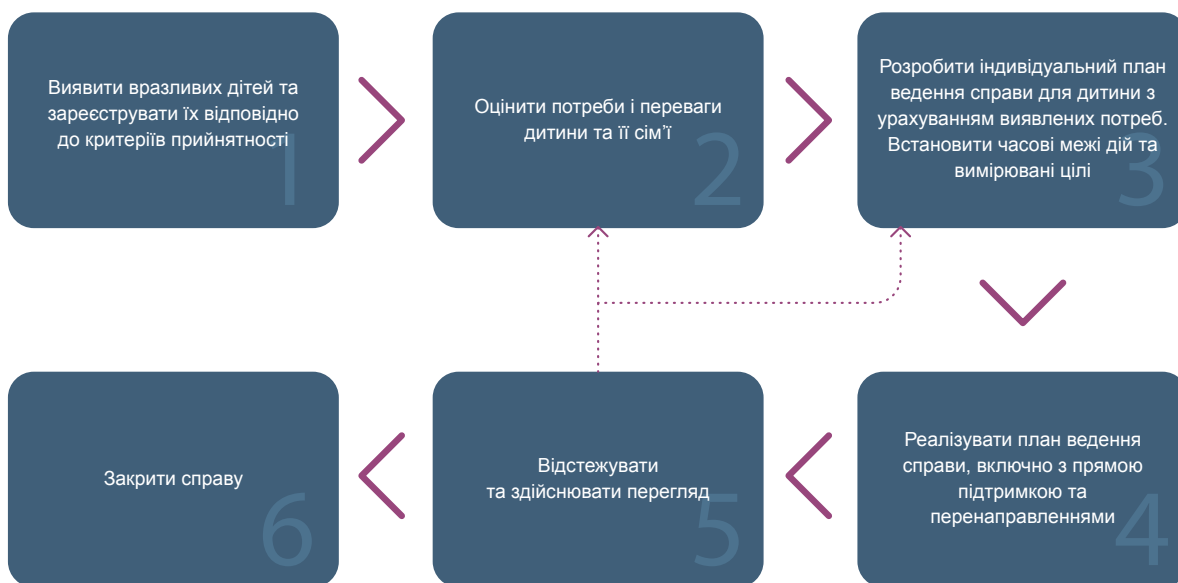 Виявити вразливих дітей та
зареєструвати їх відповідно
до критеріїв прийнятності
1
Оцінити потреби і переваги
дитини та її сім’ї
2
Розробити індивідуальний план
ведення справи для дитини з
урахуванням виявлених потреб.
Встановити часові межі дій та
вимірювані цілі
3
Реалізувати план ведення
справи, включно з прямою
підтримкою та
перенаправленнями
4
Відстежувати
та здійснювати перегляд
5
Закрити справу
6